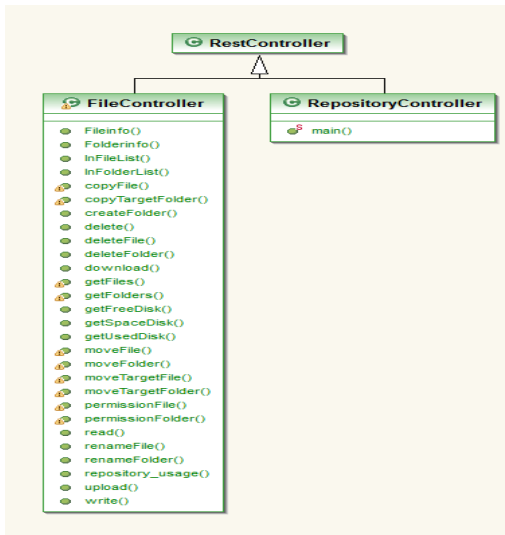 RestController
FileController
Fileinfo()
Folderinfo()
InFileList()
InFolderList()
copyFile()
copyTargetFolder()
createFolder()
delete()
deleteFile()
deleteFolder()
download()
getFiles()
getFolders()
getFreeDisk()
getSpaceDisk()
getUsedDisk()
moveFile()
moveFolder()
moveTargetFile()
moveTargetFolder()
permissionFile()
permissionFolder()
read()
renameFile()
renameFolder()
repository_usage()
upload()
write()
RepositoryController
main()